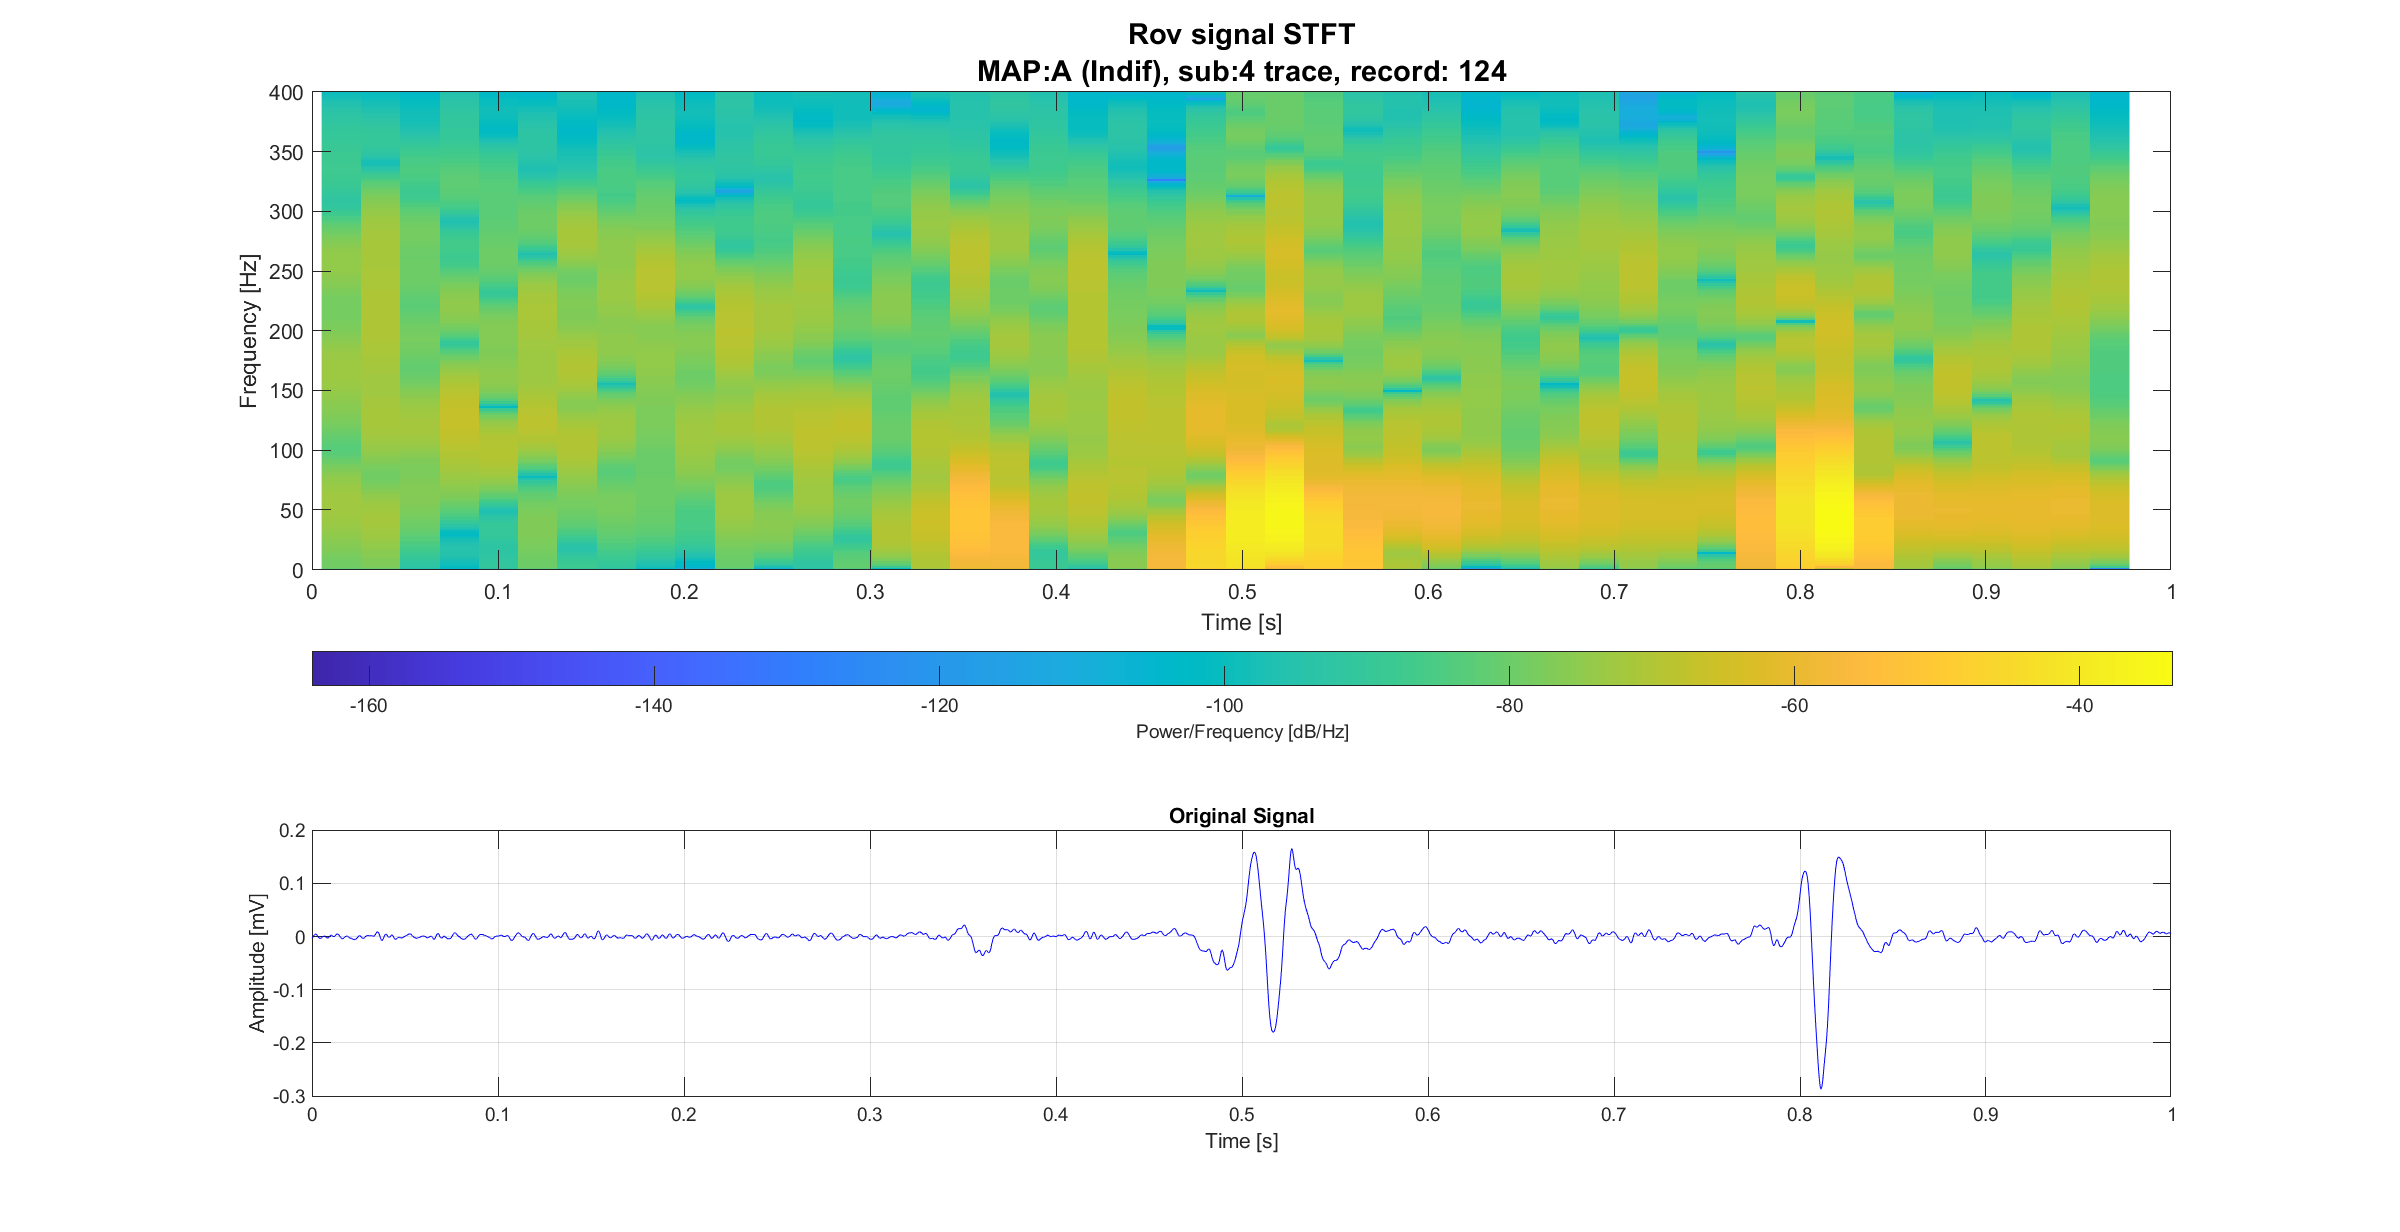 Rov signal STFT
MAP:A (Indif), sub:4 trace, record: 124
400
350
300
250
200
150
100
50
0
Frequency [Hz]
0 0.1 0.2 0.3 0.4 0.5 0.6 0.7 0.8 0.9 1
Time [s]
-160 -140 -120 -100 -80 -60 -40
Power/Frequency [dB/Hz]
Original Signal
0.2
0.1
0
-0.1
-0.2
-0.3
Amplitude [mV]
0 0.1 0.2 0.3 0.4 0.5 0.6 0.7 0.8 0.9 1
Time [s]